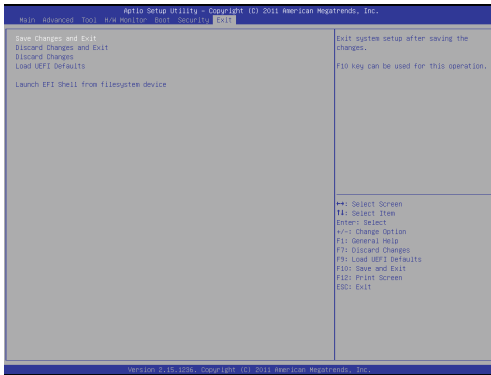 Aptio Setup Utility – Copyright (C) 2011 American Megatrends, Inc.
Main Advanced Tool H/W Monitor Boot Security Exit
Save Changes and Exit
Discard Changes and Exit
Discard Changes
Load UEFI Defaults
Launch EFI Shell from filesystem device
Exit system setup after saving the
changes.
F10 key can be used for this operation.
↔: Select Screen
↑↓: Select Item
Enter: Select
+/-: Change Option
F1: General Help
F7: Discard Changes
F9: Load UEFI Defaults
F10: Save and Exit
F12: Print Screen
ESC: Exit
Version 2.15.1236. Copyright (C) 2011 American Megatrends, Inc.